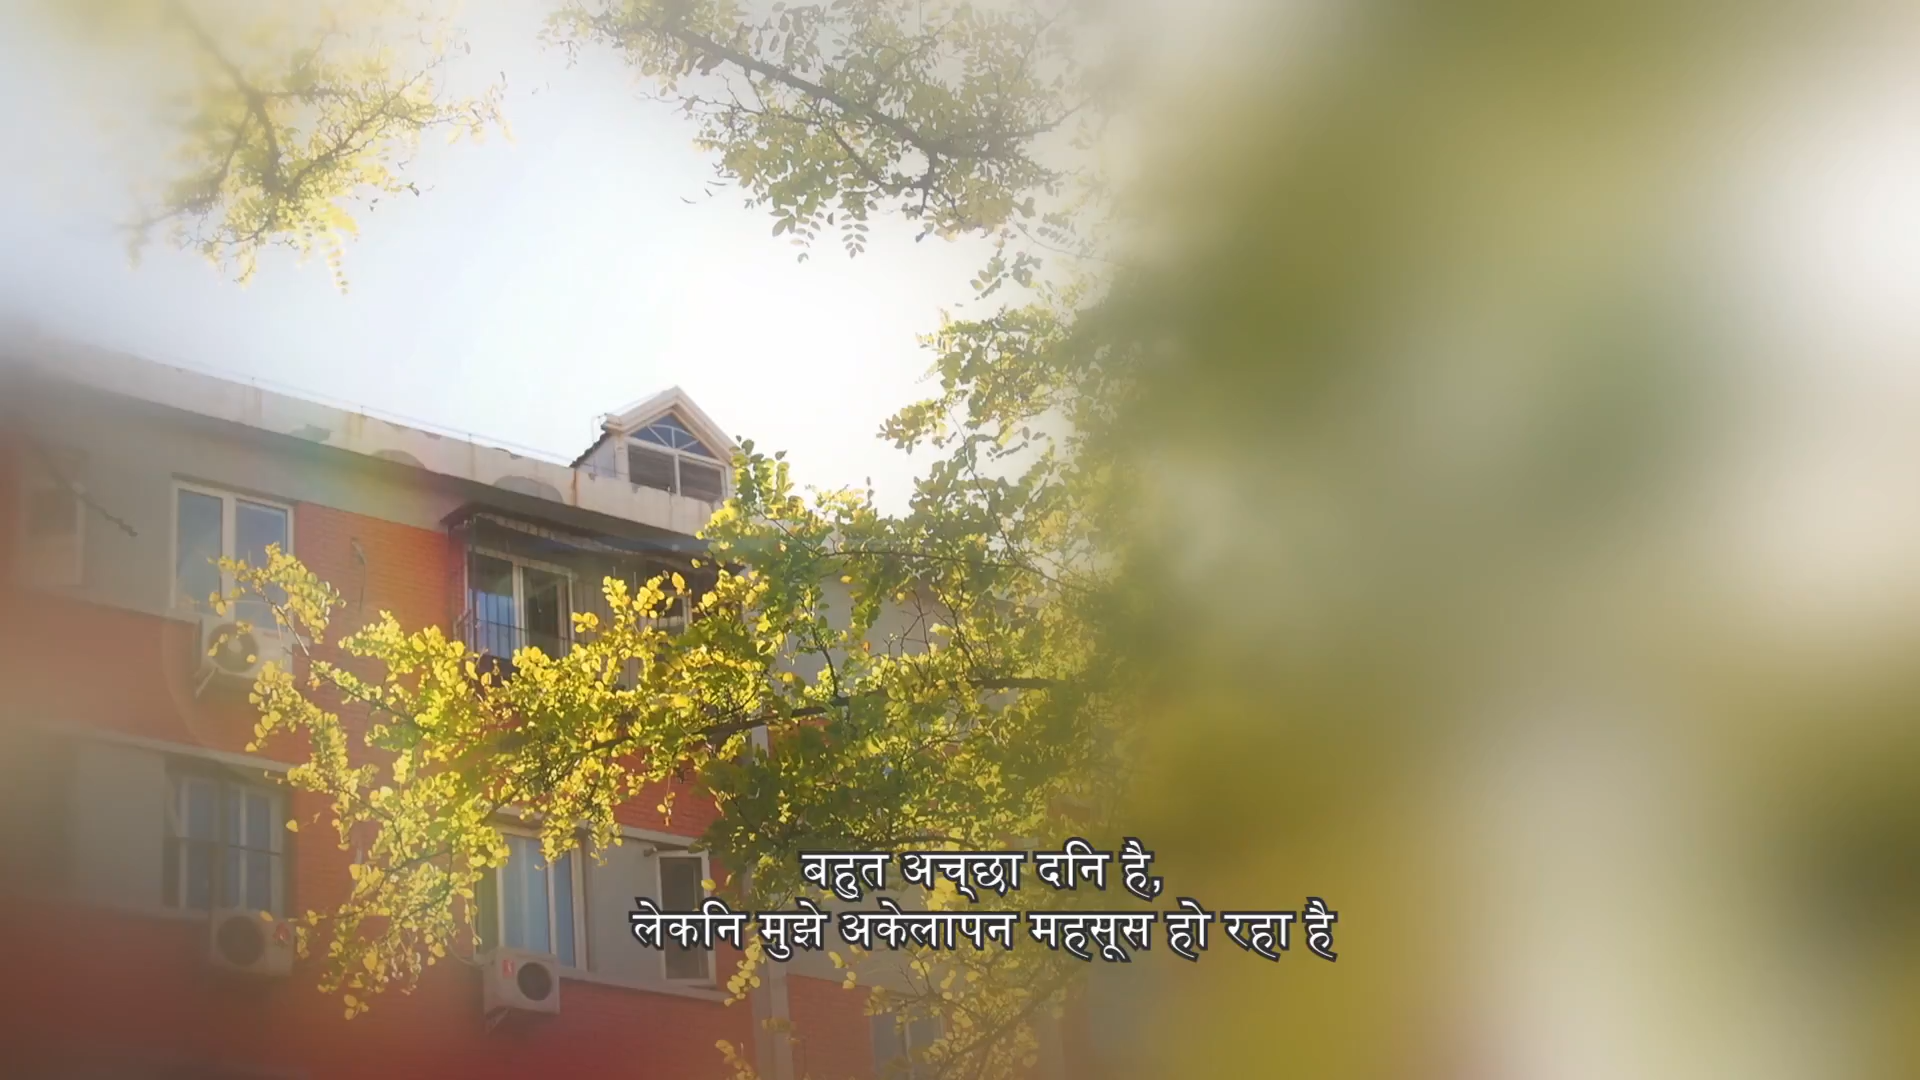 बहुत अच्छा दनि है,
लेकनि मुझे अकेलापन महसूस हो रहा है